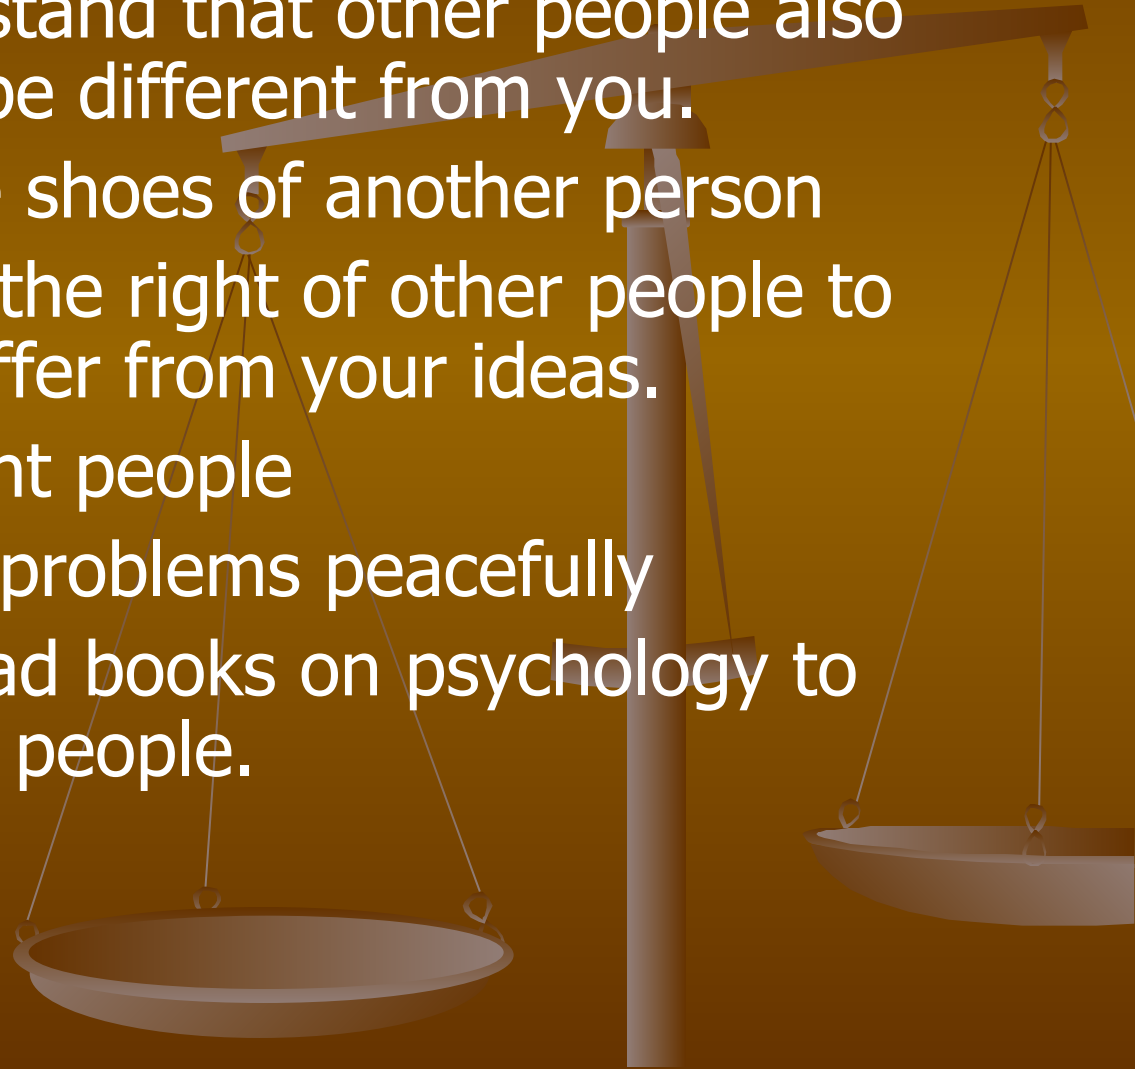 stand that other people also
be different from you.
shoes of another person
the right of other people to
ffer from your ideas.
nt people
problems peacefully
ad books on psychology to
people.